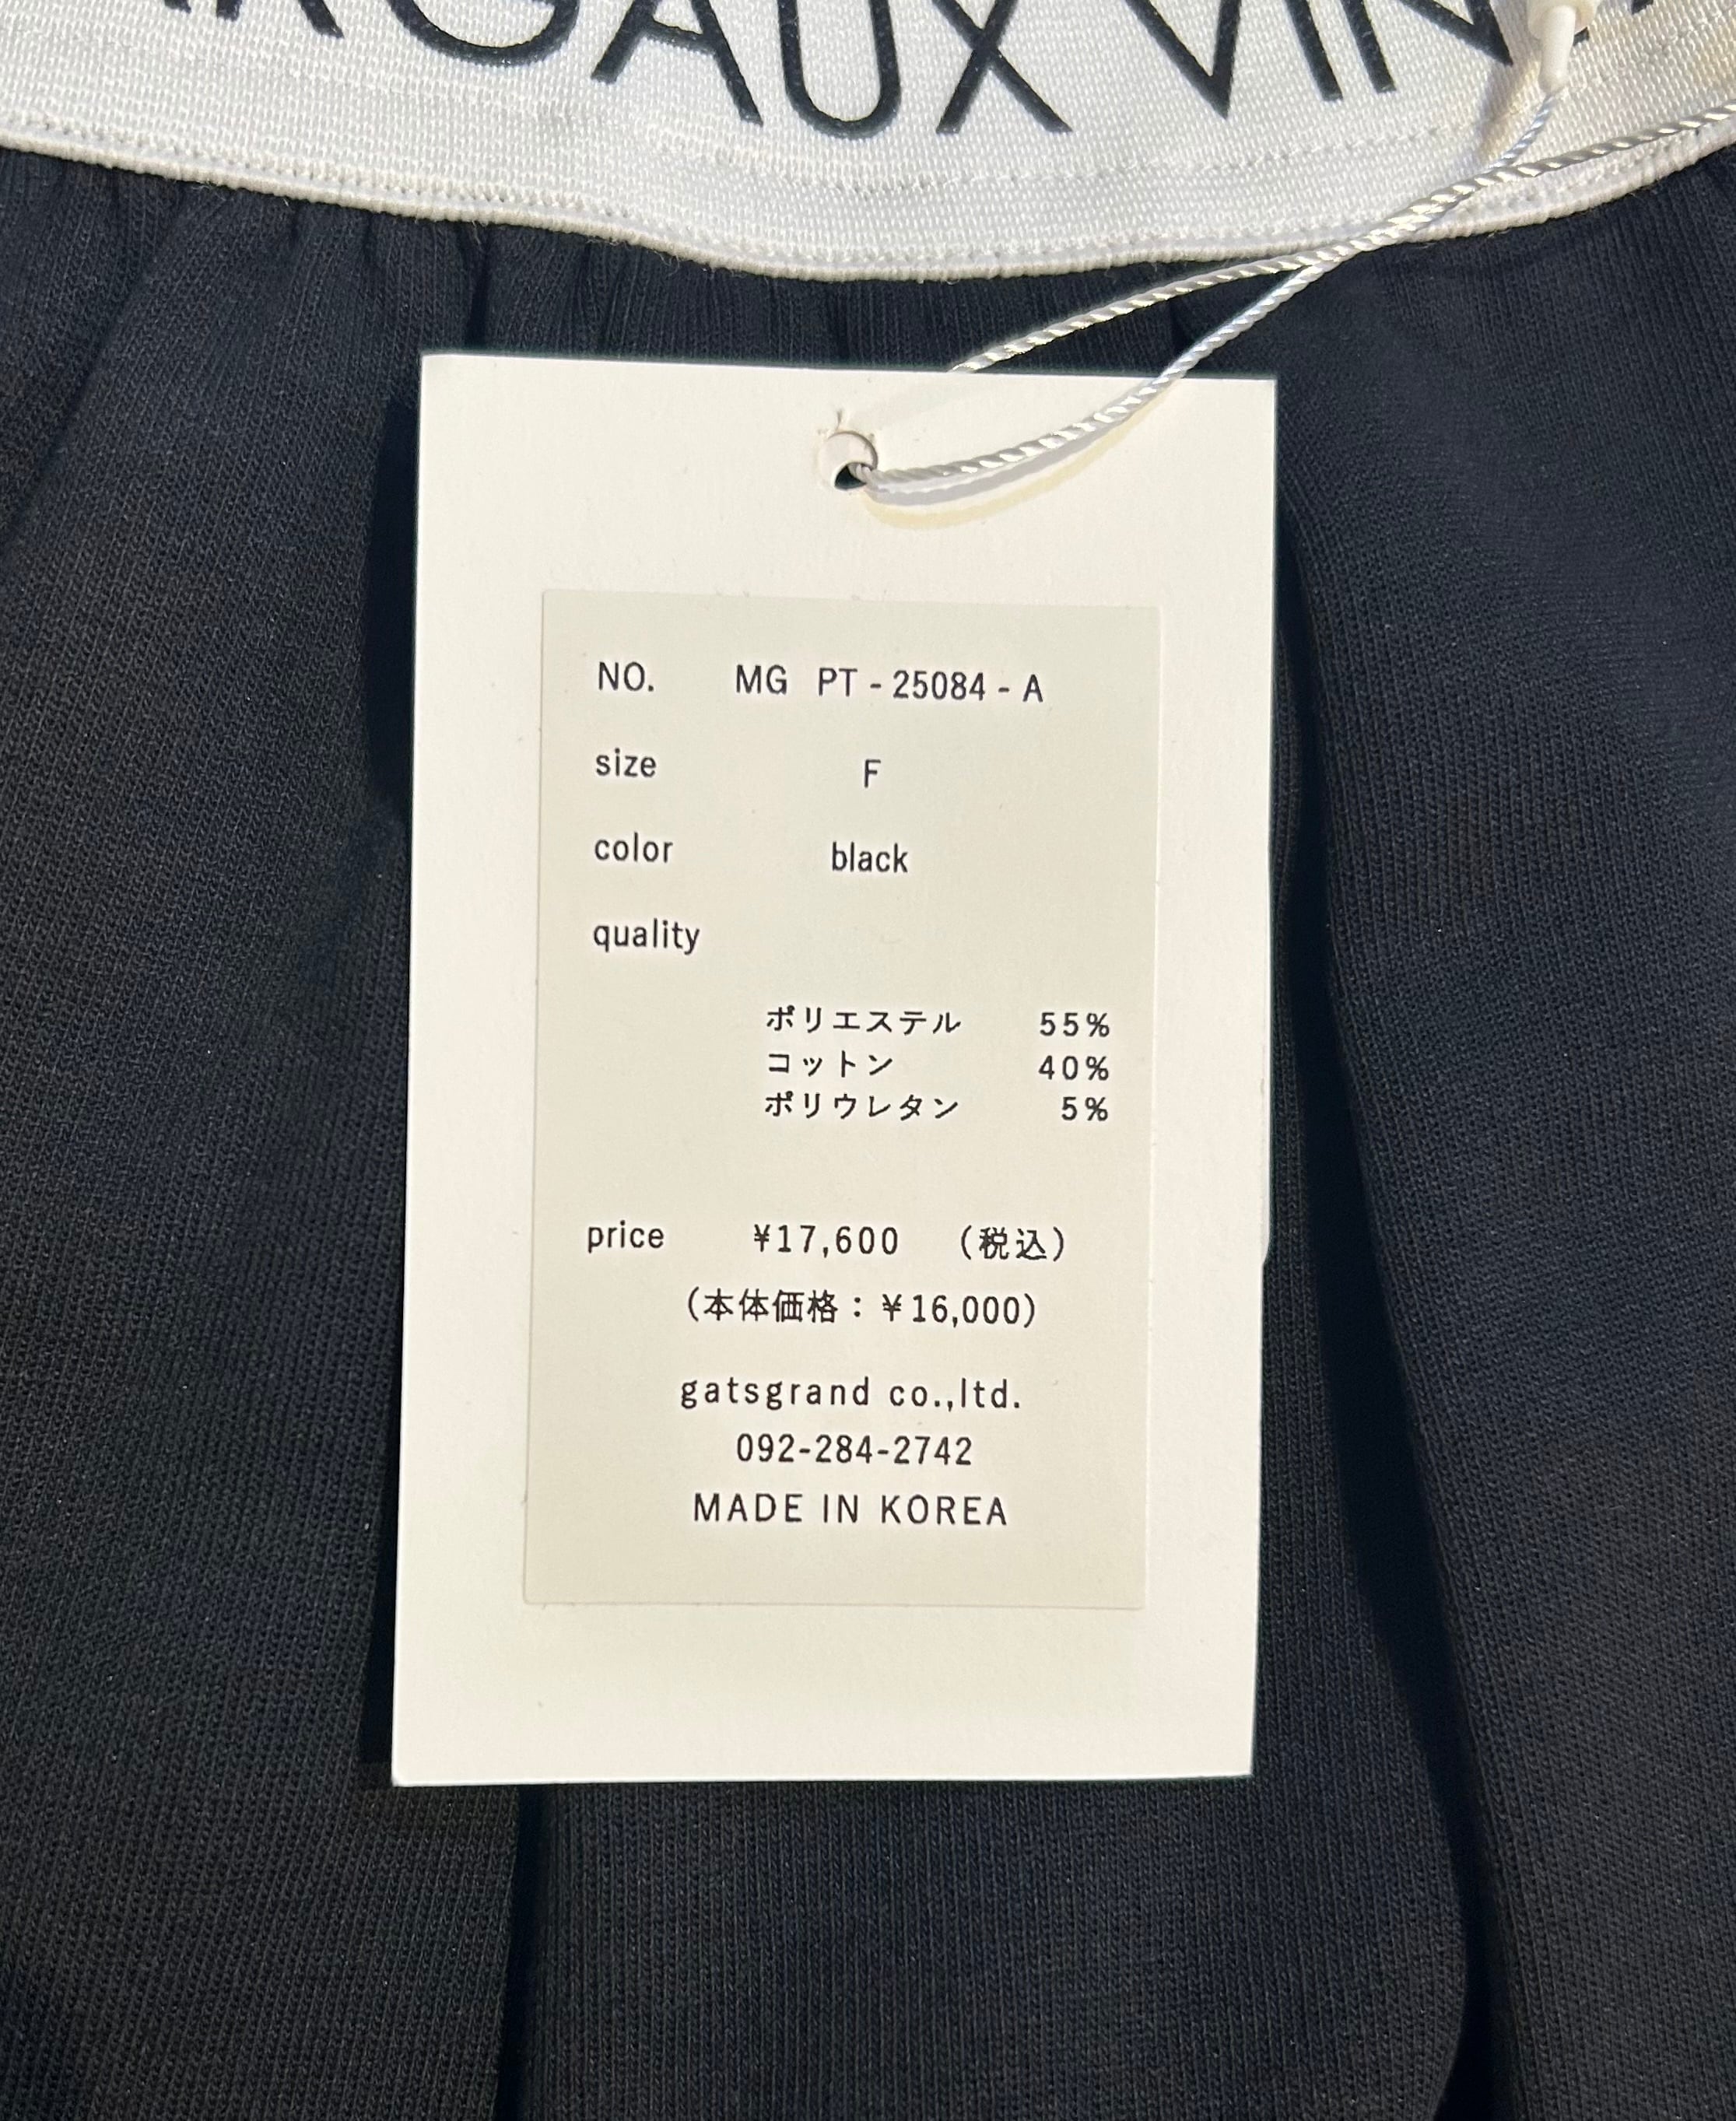 RGAUX VIN
NO. MG PT-25084-A
size F
color black
quality
ポリエステル 55%
コットン 40%
ポリウレタン 5%
price ¥17,600 (税込)
(本体価格:¥16,000)
gatsgrand co.,ltd.
092-284-2742
MADE IN KOREA